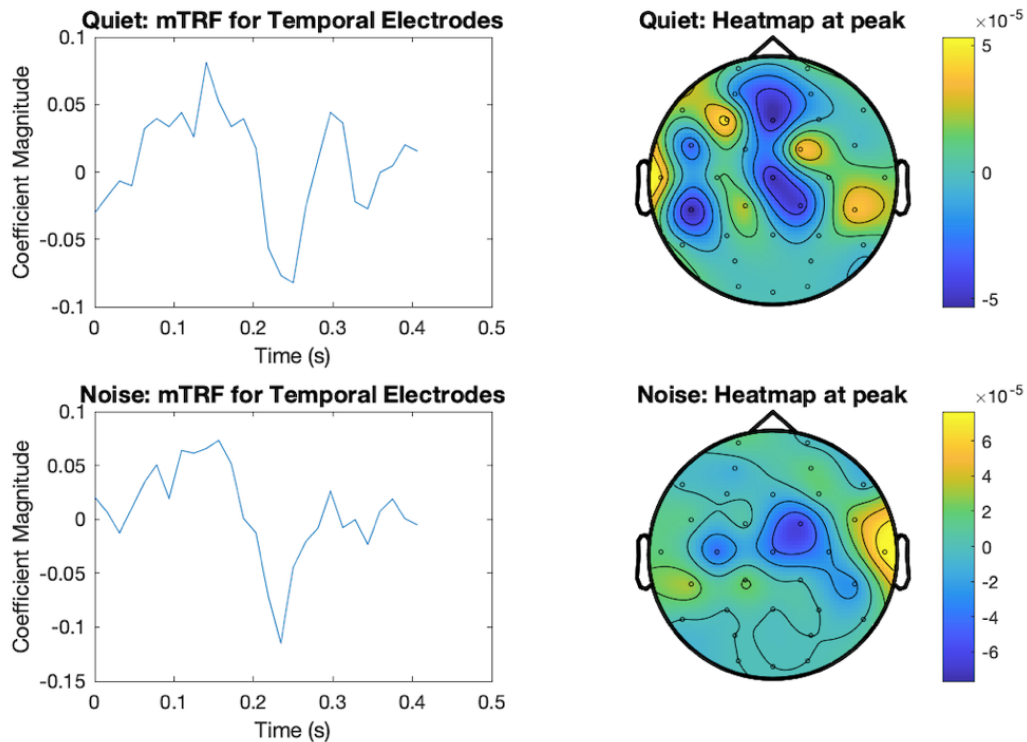 Quiet: mTRF for Temporal Electrodes
0.1
0.05
0
-0.05
-0.1
Coefficient Magnitude
0 0.1 0.2 0.3 0.4 0.5
Time (s)
Quiet: Heatmap at peak
×10⁻⁵
5
0
-5
Noise: mTRF for Temporal Electrodes
0.1
0.05
0
-0.05
-0.1
-0.15
Coefficient Magnitude
0 0.1 0.2 0.3 0.4 0.5
Time (s)
Noise: Heatmap at peak
×10⁻⁵
6
4
2
0
-2
-4
-6